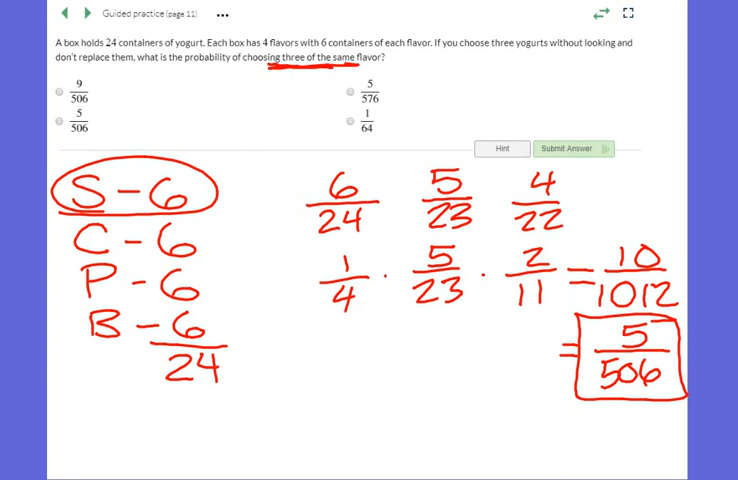 Guided practice (page 11) •••
A box holds 24 containers of yogurt. Each box has 4 flavors with 6 containers of each flavor. If you choose three yogurts without looking and
don't replace them, what is the probability of choosing three of the same flavor?
9/506
5/576
5/506
1/64
Hint Submit Answer
S - 6
C - 6
P - 6
B - 6
24
6/24 5/23 4/22
1/4 · 5/23 · 2/11 = 10/1012
= 5/506